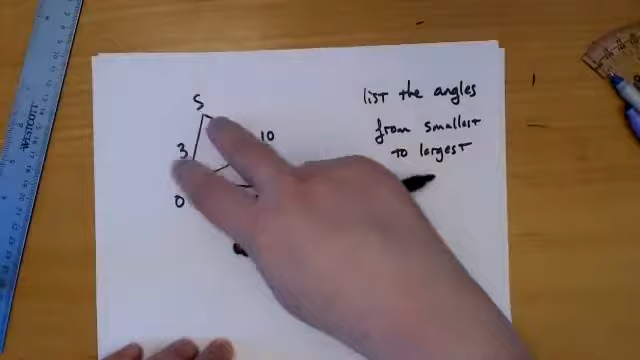 S
10
3
O
list the angles
from smallest
to largest
WESTCOTT